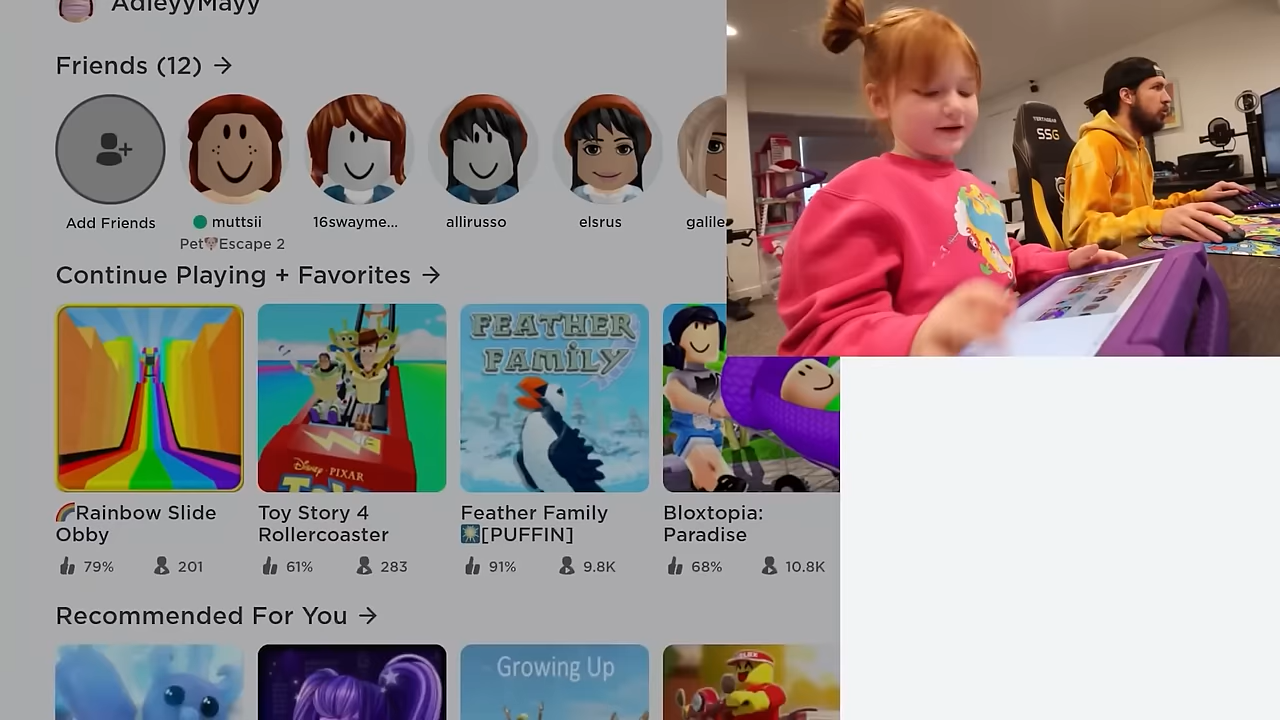 AdleyyMayy
Friends (12) →
Add Friends
muttsii
Pet🐭Escape 2
16swayme...
allirusso
elsrus
galile
Continue Playing + Favorites →
FEATHER
FAMILY
Disney · PIXAR
🌈Rainbow Slide
Obby
Toy Story 4
Rollercoaster
Feather Family
🎆[PUFFIN]
Bloxtopia:
Paradise
79% 201
61% 283
91% 9.8K
68% 10.8K
Recommended For You →
Growing Up
SSG